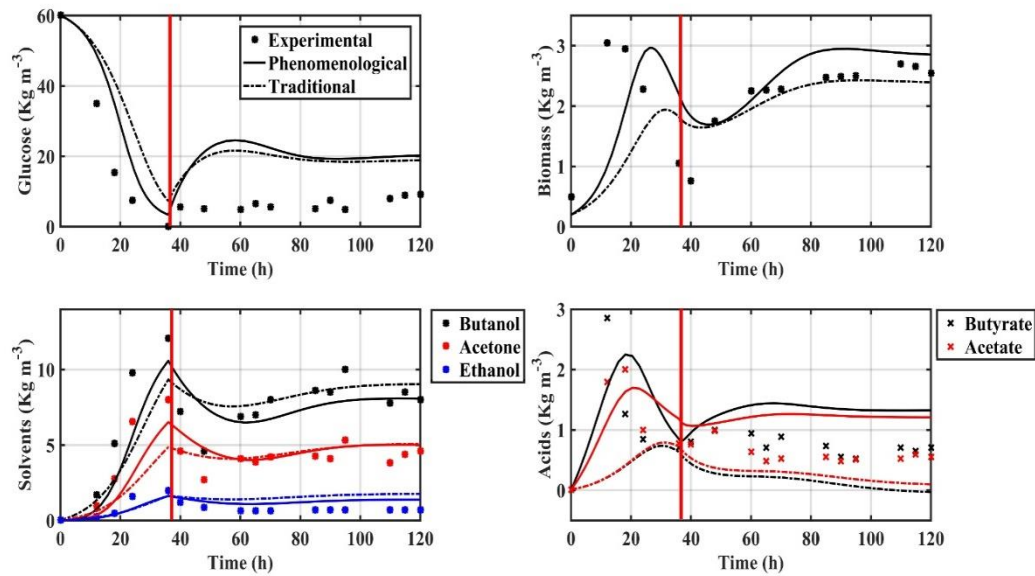 Glucose (Kg m-3)
60
40
20
0
0 20 40 60 80 100 120
Time (h)
Experimental
Phenomenological
Traditional
Biomass (Kg m-3)
4
3
2
1
0
0 20 40 60 80 100 120
Time (h)
Solvents (Kg m-3)
10
5
0
0 20 40 60 80 100 120
Time (h)
Butanol
Acetone
Ethanol
Acids (Kg m-3)
3
2
1
0
0 20 40 60 80 100 120
Time (h)
Butyrate
Acetate